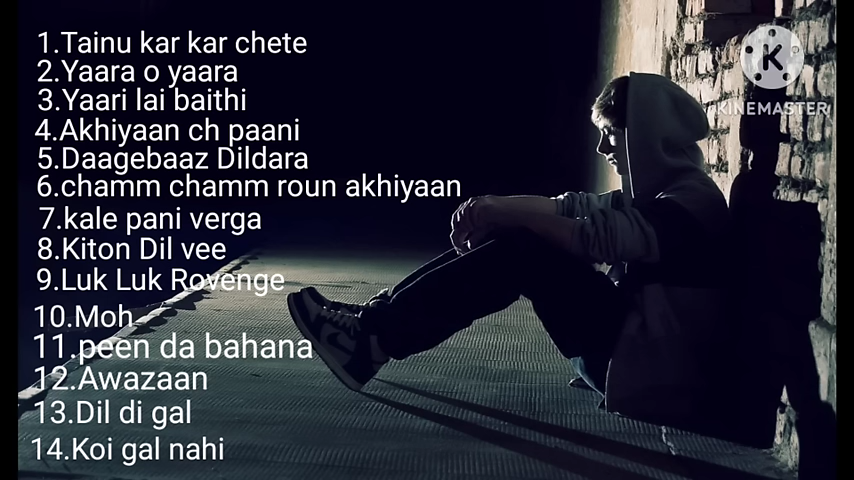 1.Tainu kar kar chete
2.Yaara o yaara
3.Yaari lai baithi
4.Akhiyaan ch paani
5.Daagebaaz Dildara
6.chamm chamm roun akhiyaan
7.kale pani verga
8.Kiton Dil vee
9.Luk Luk Rovenge
10.Moh
11.peen da bahana
12.Awazaan
13.Dil di gal
14.Koi gal nahi
K
KINEMASTER